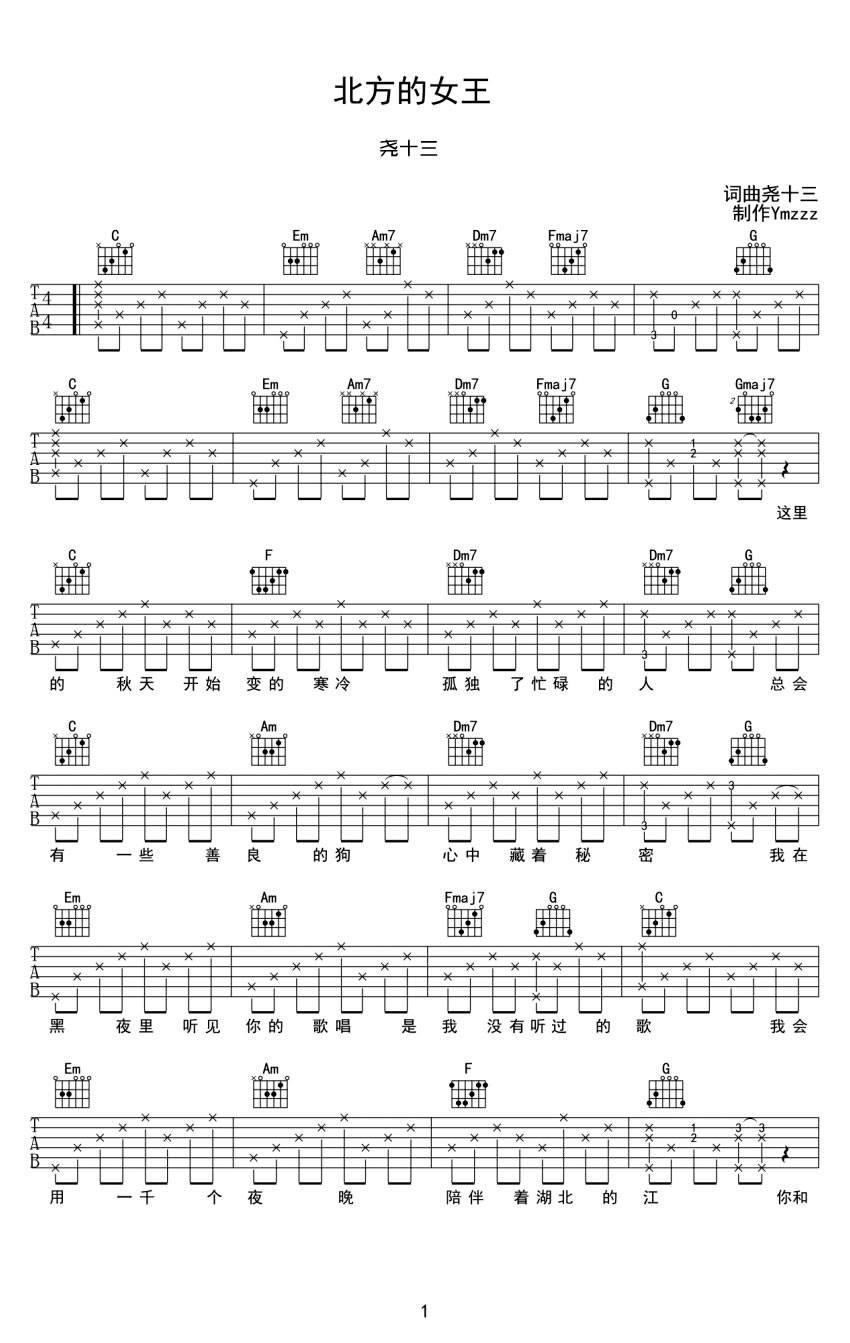 北方的女王
尧十三
词曲尧十三
制作Ymzzz
C Em Am7 Dm7 Fmaj7 G
T 4
A
B 4
0
3
C Em Am7 Dm7 Fmaj7 G Gmaj7
2
T 1
A 2
B
这里
C F Dm7 Dm7 G
T
A
B
3
的 秋天 开始 变的 寒冷 孤独 了忙碌 的 人 总会
C Am Dm7 Dm7 G
T 3
A
B
3
有 一些 善 良 的狗 心中 藏着 秘 密 我在
Em Am Fmaj7 G C
T
A
B
黑 夜里 听见 你的 歌唱 是 我 没有听过 的 歌 我会
Em Am F G
T 1 3 3
A 2
B
用 一千 个 夜 晚 陪伴 着湖北 的 江 你和
1